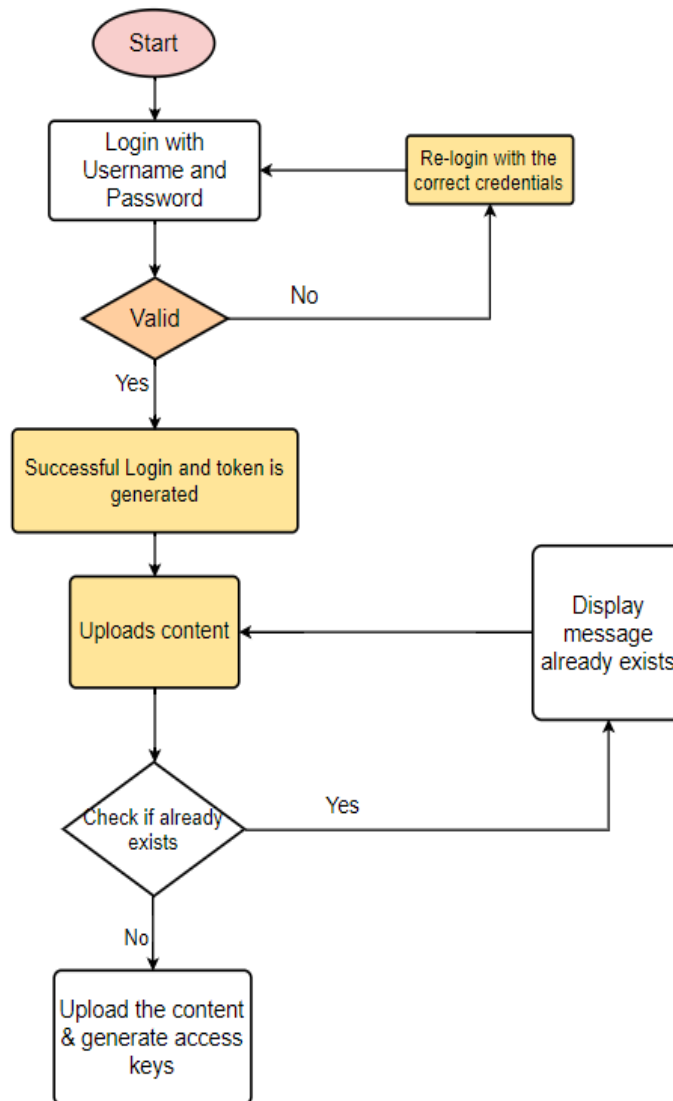 Start
Login with
Username and
Password
Re-login with the
correct credentials
Valid
No
Yes
Successful Login and token is
generated
Uploads content
Display
message
already exists
Check if already
exists
Yes
No
Upload the content
& generate access
keys